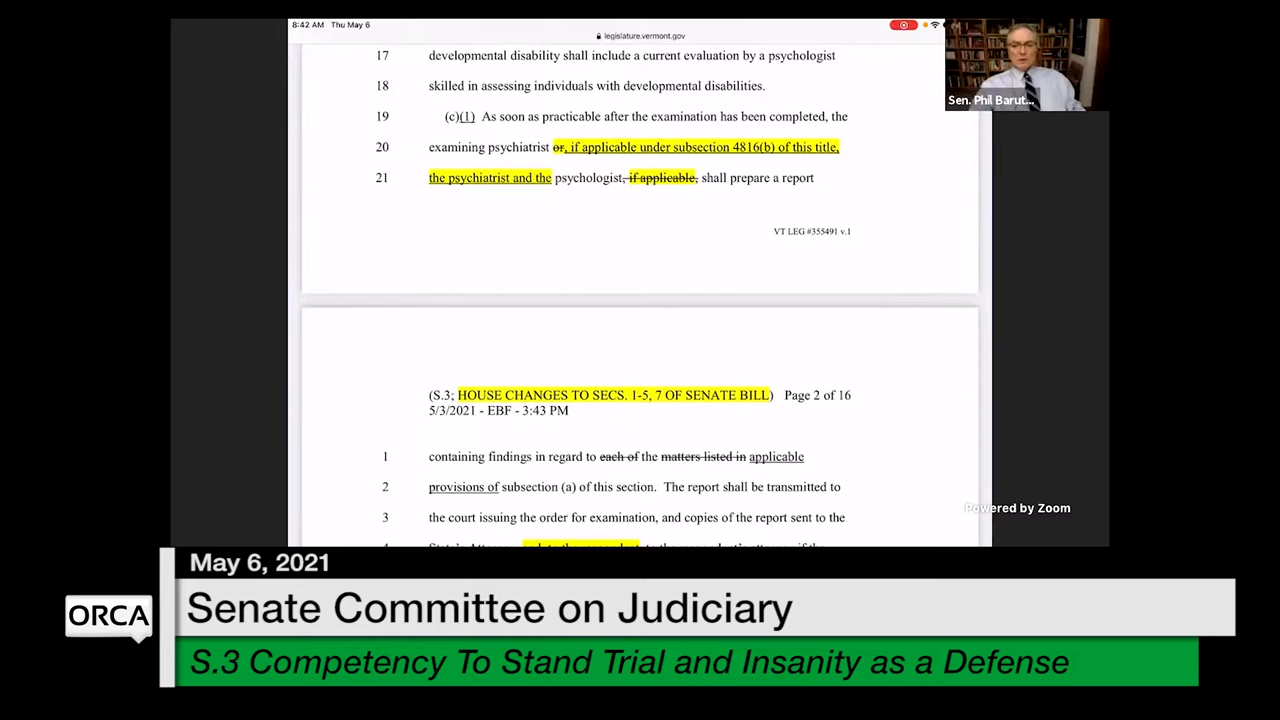 8:42 AM Thu May 6
legislature.vermont.gov
17 developmental disability shall include a current evaluation by a psychologist
18 skilled in assessing individuals with developmental disabilities.
19 (c)(1) As soon as practicable after the examination has been completed, the
20 examining psychiatrist or, if applicable under subsection 4816(b) of this title,
21 the psychiatrist and the psychologist, if applicable, shall prepare a report
VT LEG #355491 v.1
(S.3; HOUSE CHANGES TO SECS. 1-5, 7 OF SENATE BILL) Page 2 of 16
5/3/2021 - EBF - 3:43 PM
1 containing findings in regard to each of the matters listed in applicable
2 provisions of subsection (a) of this section. The report shall be transmitted to
3 the court issuing the order for examination, and copies of the report sent to the
Sen. Phil Barut...
Powered by Zoom
May 6, 2021
ORCA
Senate Committee on Judiciary
S.3 Competency To Stand Trial and Insanity as a Defense